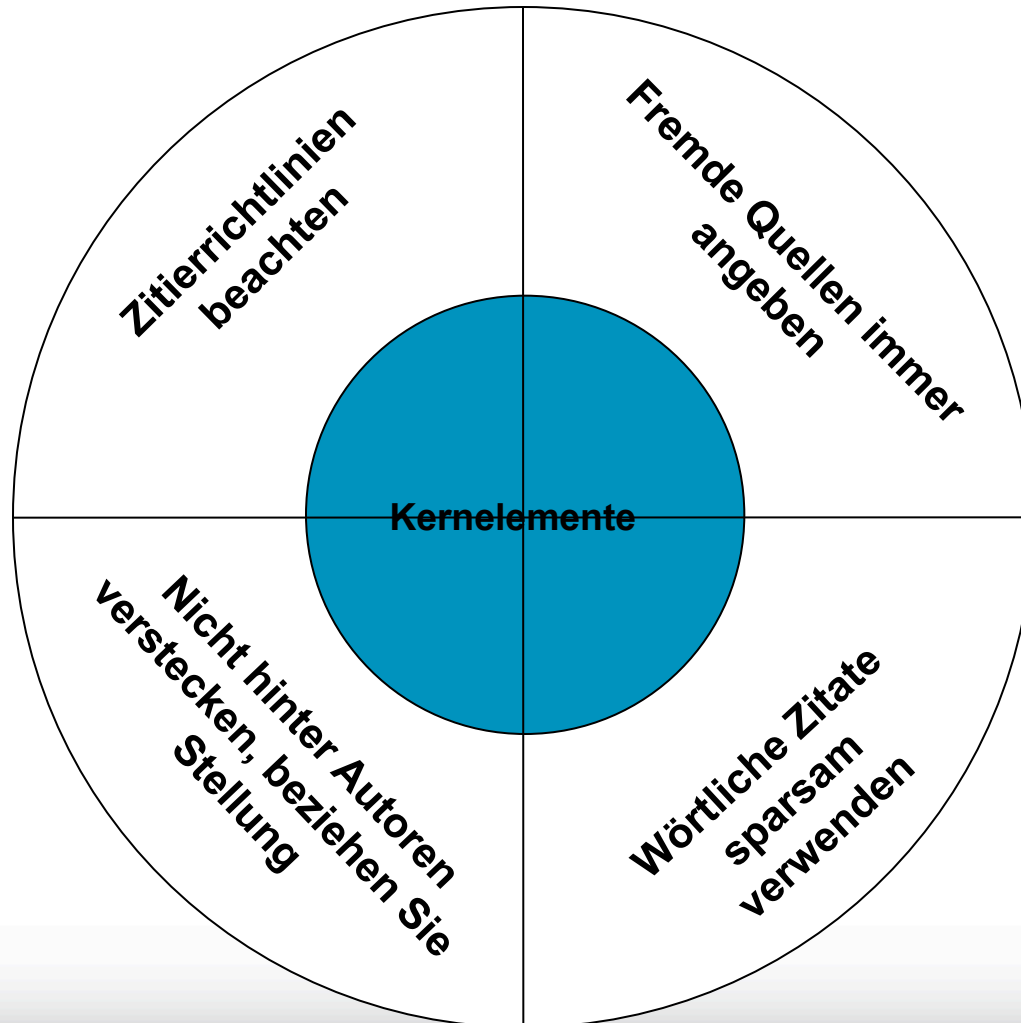 Zitierrichtlinien
beachten
Fremde Quellen immer
angeben
Kernelemente
Nicht hinter Autoren
verstecken, beziehen Sie
Stellung
Wörtliche Zitate
sparsam
verwenden